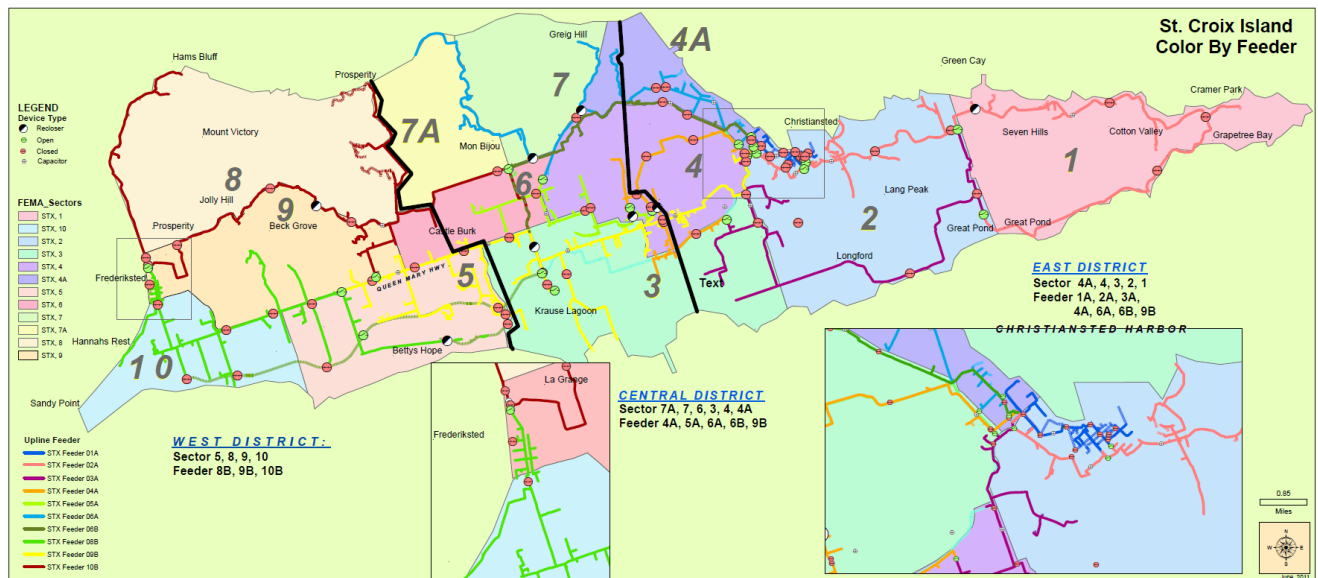 St. Croix Island
Color By Feeder
Hams Bluff
Greig Hill
4A
Green Cay
Prosperity
7
Cramer Park
LEGEND
Device Type
Recloser
Open
Closed
Capacitor
Mount Victory
7A
Christiansted
Seven Hills
Cotton Valley
Grapetree Bay
Mon Bijou
1
8
4
6
FEMA_Sectors
STX, 1
STX, 10
STX, 2
STX, 3
STX, 4
STX, 4A
STX, 5
STX, 6
STX, 7
STX, 7A
STX, 8
STX, 9
Jolly Hill
9
Lang Peak
2
Prosperity
Beck Grove
Castle Burk
Great Pond
Great Pond
Frederiksted
QUEEN MARY HWY
5
3
Longford
Text
Krause Lagoon
EAST DISTRICT
Sector 4A, 4, 3, 2, 1
Feeder 1A, 2A, 3A,
4A, 6A, 6B, 9B
CHRISTIANSTED HARBOR
Hannahs Rest
10
Bettys Hope
La Grange
Sandy Point
CENTRAL DISTRICT
Sector 7A, 7, 6, 3, 4, 4A
Feeder 4A, 5A, 6A, 6B, 9B
Frederiksted
WEST DISTRICT:
Sector 5, 8, 9, 10
Feeder 8B, 9B, 10B
Upline Feeder
STX Feeder 01A
STX Feeder 02A
STX Feeder 03A
STX Feeder 04A
STX Feeder 05A
STX Feeder 06A
STX Feeder 06B
STX Feeder 08B
STX Feeder 09B
STX Feeder 10B
0.85
Miles
N
W E
S
June, 2011